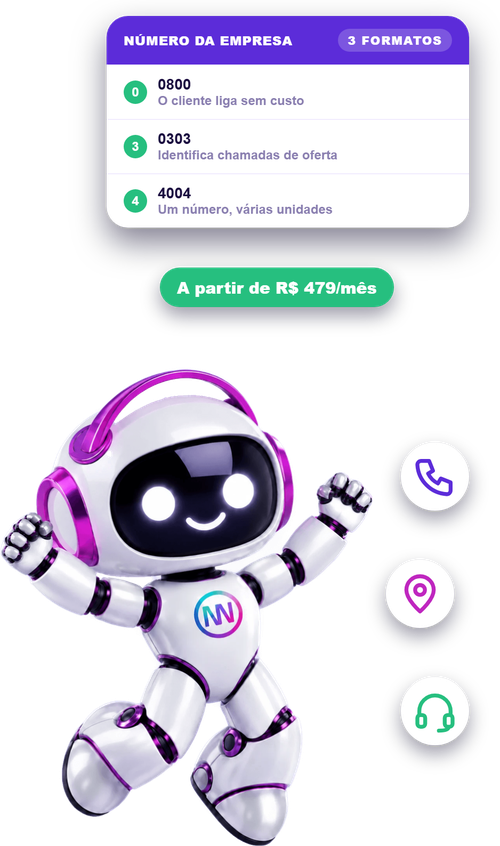 NÚMERO DA EMPRESA
3 FORMATOS
0
0800
O cliente liga sem custo
3
0303
Identifica chamadas de oferta
4
4004
Um número, várias unidades
A partir de R$ 479/mês